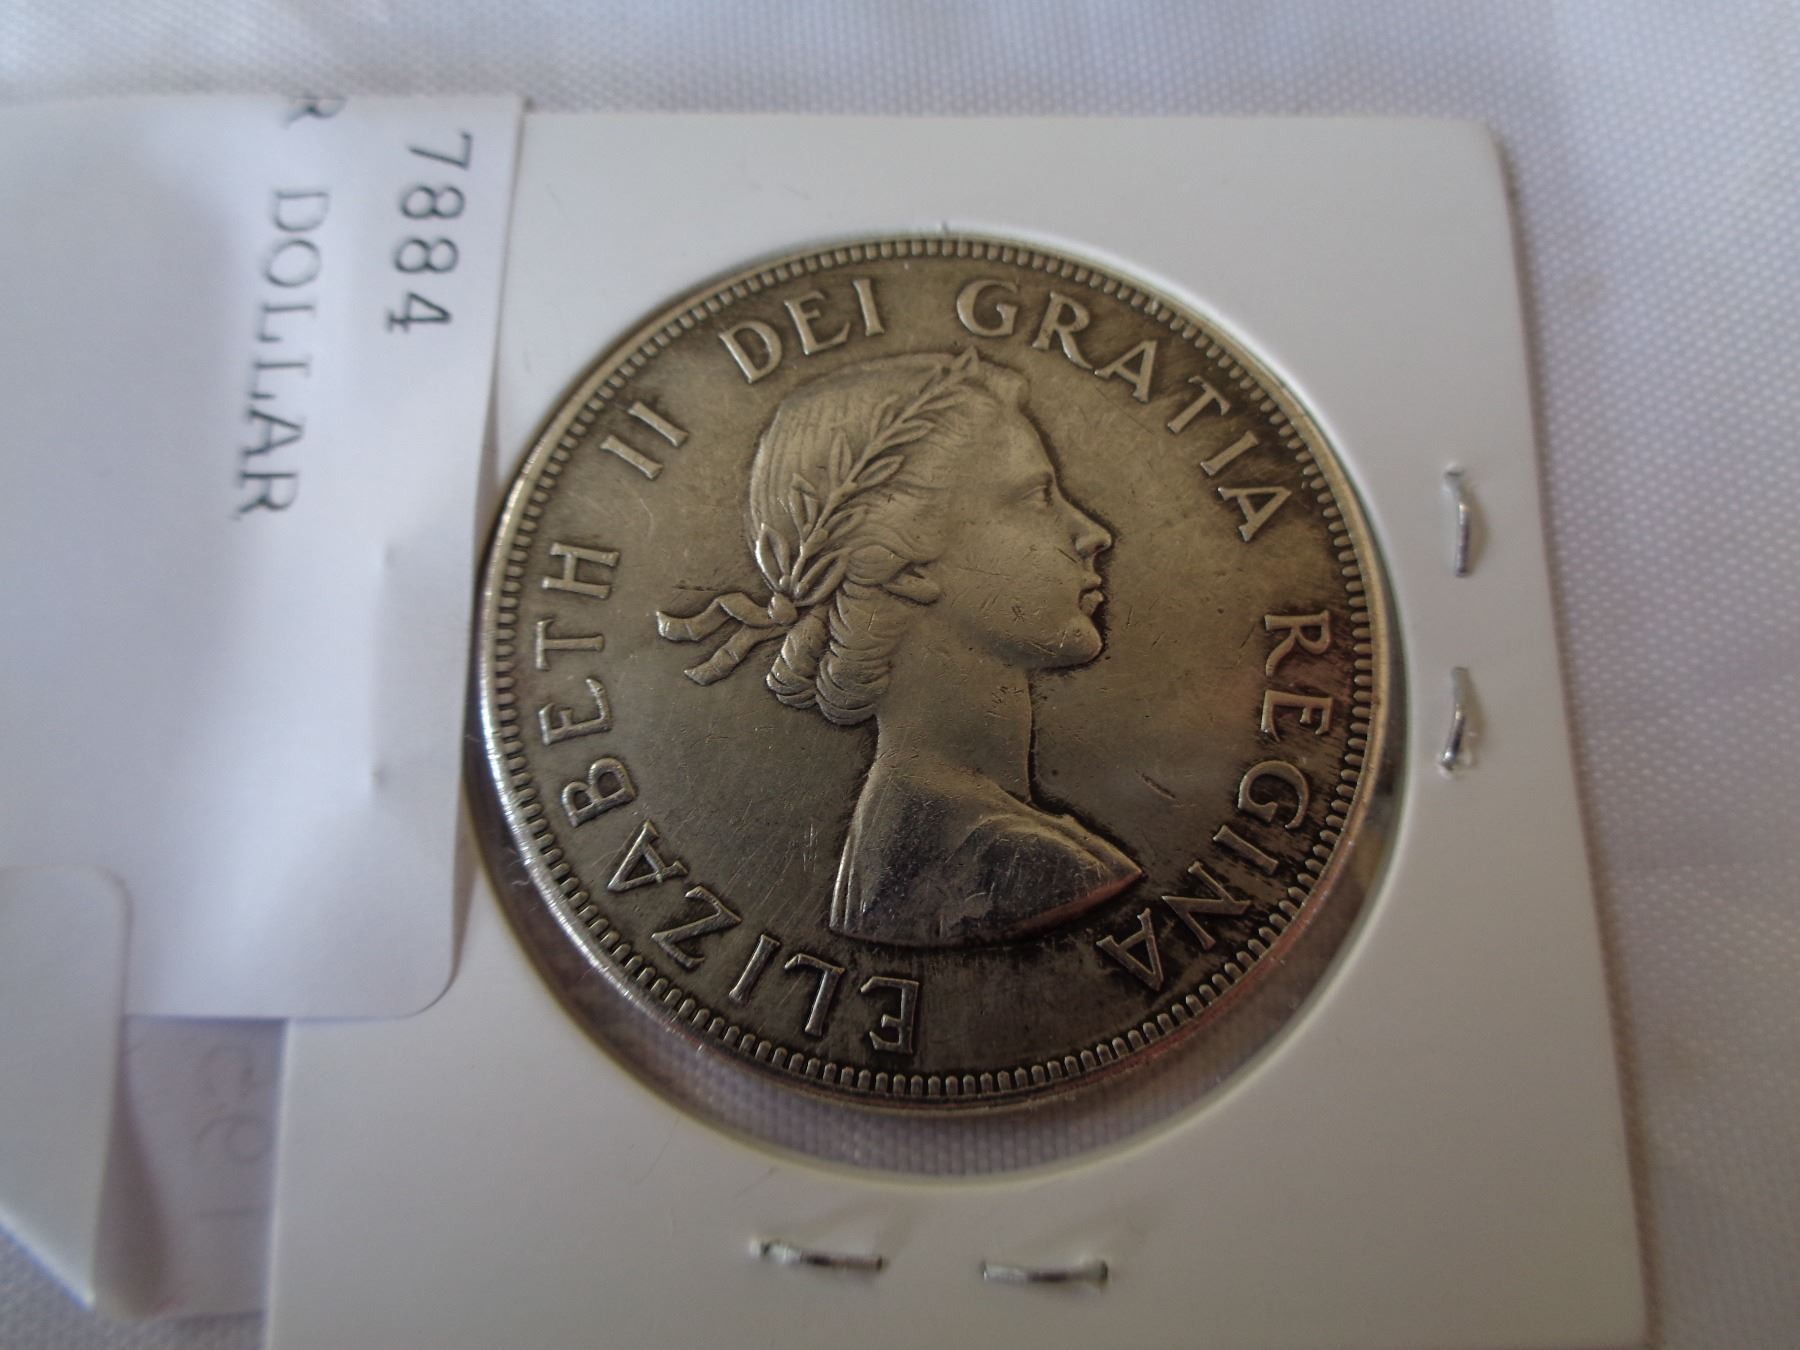 7884
R DOLLAR
ELIZABETH II DEI GRATIA REGINA